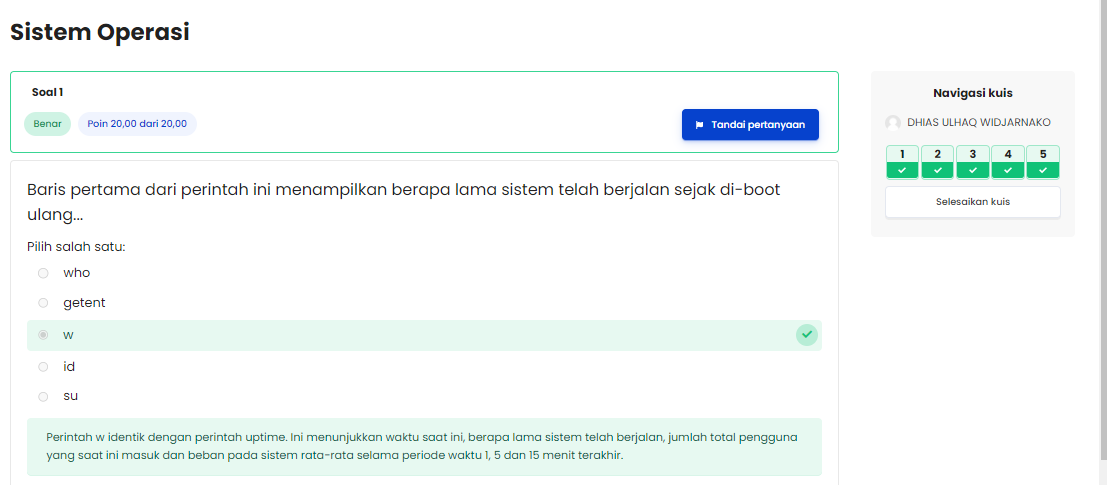 Sistem Operasi
Soal 1
Benar
Poin 20,00 dari 20,00
Tandai pertanyaan
Baris pertama dari perintah ini menampilkan berapa lama sistem telah berjalan sejak di-boot
ulang...
Pilih salah satu:
who
getent
w
id
su
Perintah w identik dengan perintah uptime. Ini menunjukkan waktu saat ini, berapa lama sistem telah berjalan, jumlah total pengguna
yang saat ini masuk dan beban pada sistem rata-rata selama periode waktu 1, 5 dan 15 menit terakhir.
Navigasi kuis
DHIAS ULHAQ WIDJARNAKO
1 2 3 4 5
Selesaikan kuis